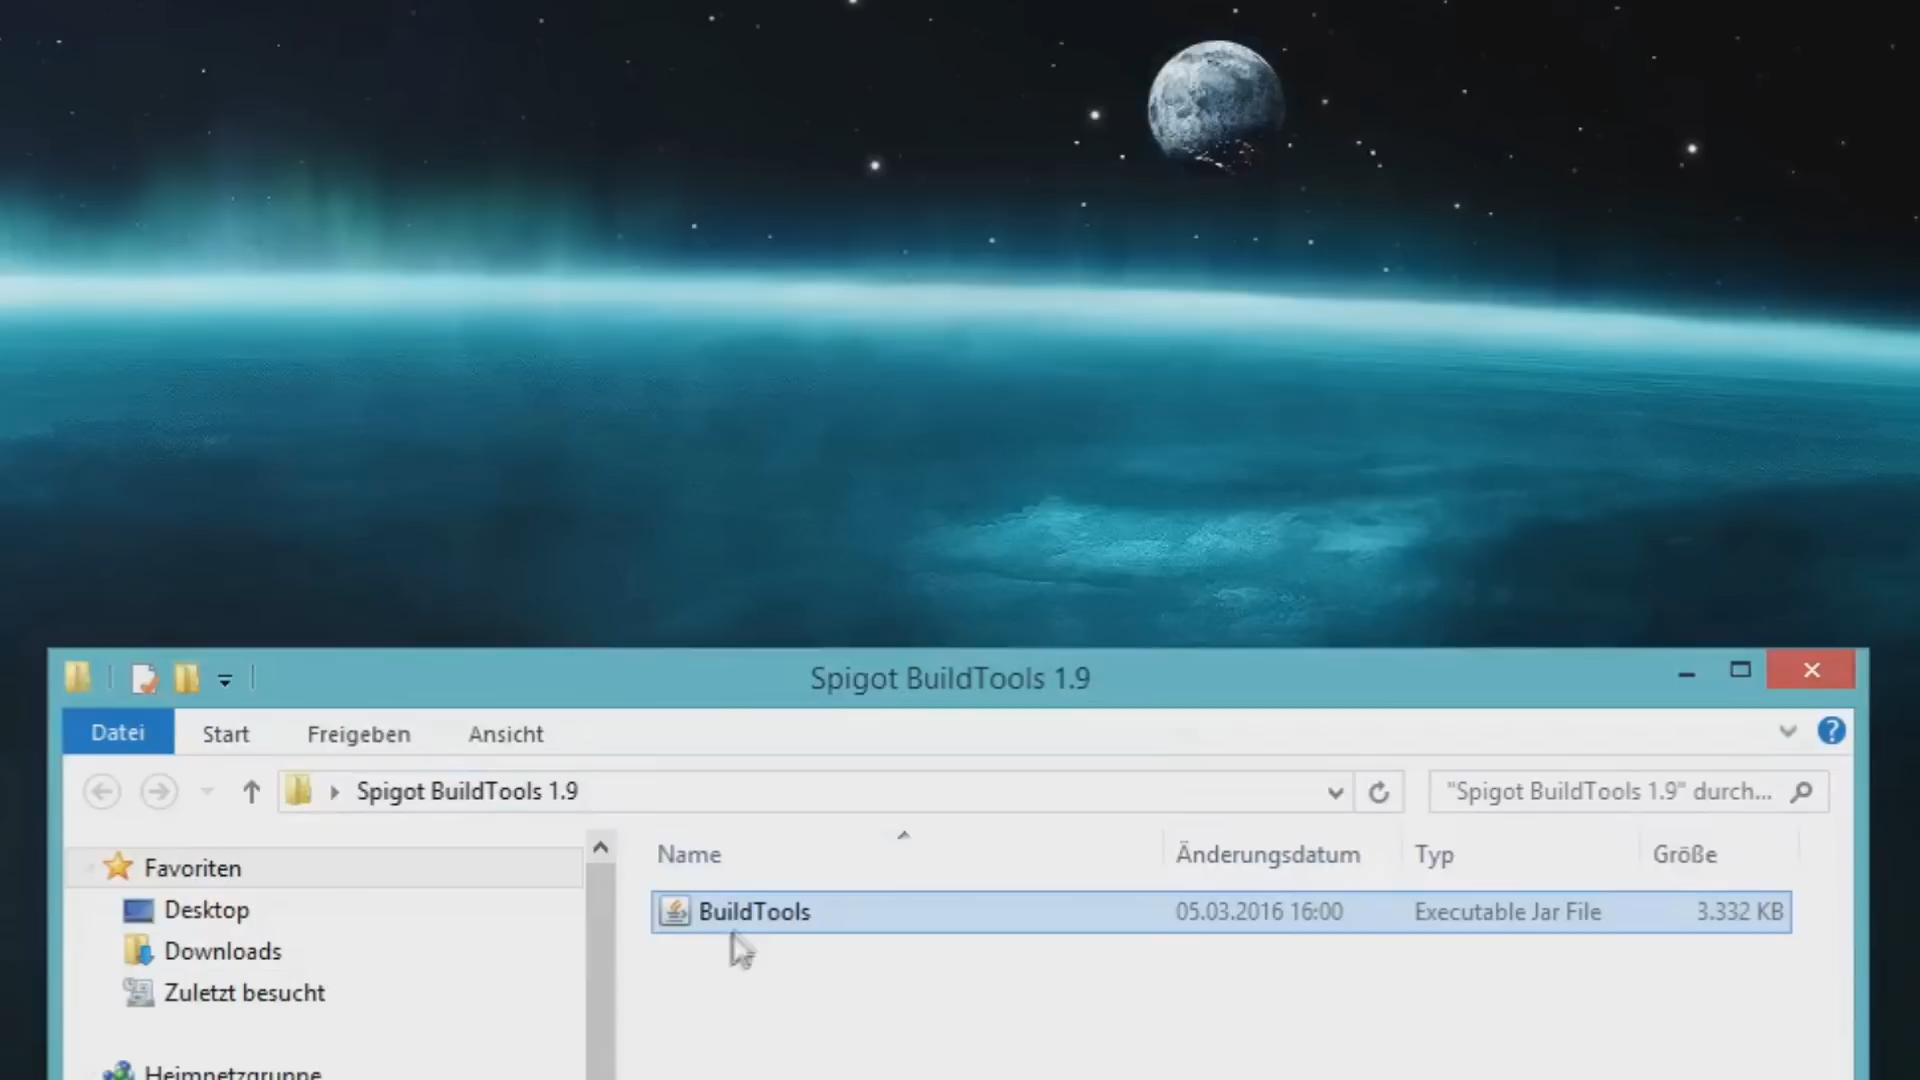 Spigot BuildTools 1.9
Datei Start Freigeben Ansicht
Spigot BuildTools 1.9 "Spigot BuildTools 1.9" durch...
Name Änderungsdatum Typ Größe
Favoriten
BuildTools 05.03.2016 16:00 Executable Jar File 3.332 KB
Desktop
Downloads
Zuletzt besucht
Heimnetzgruppe